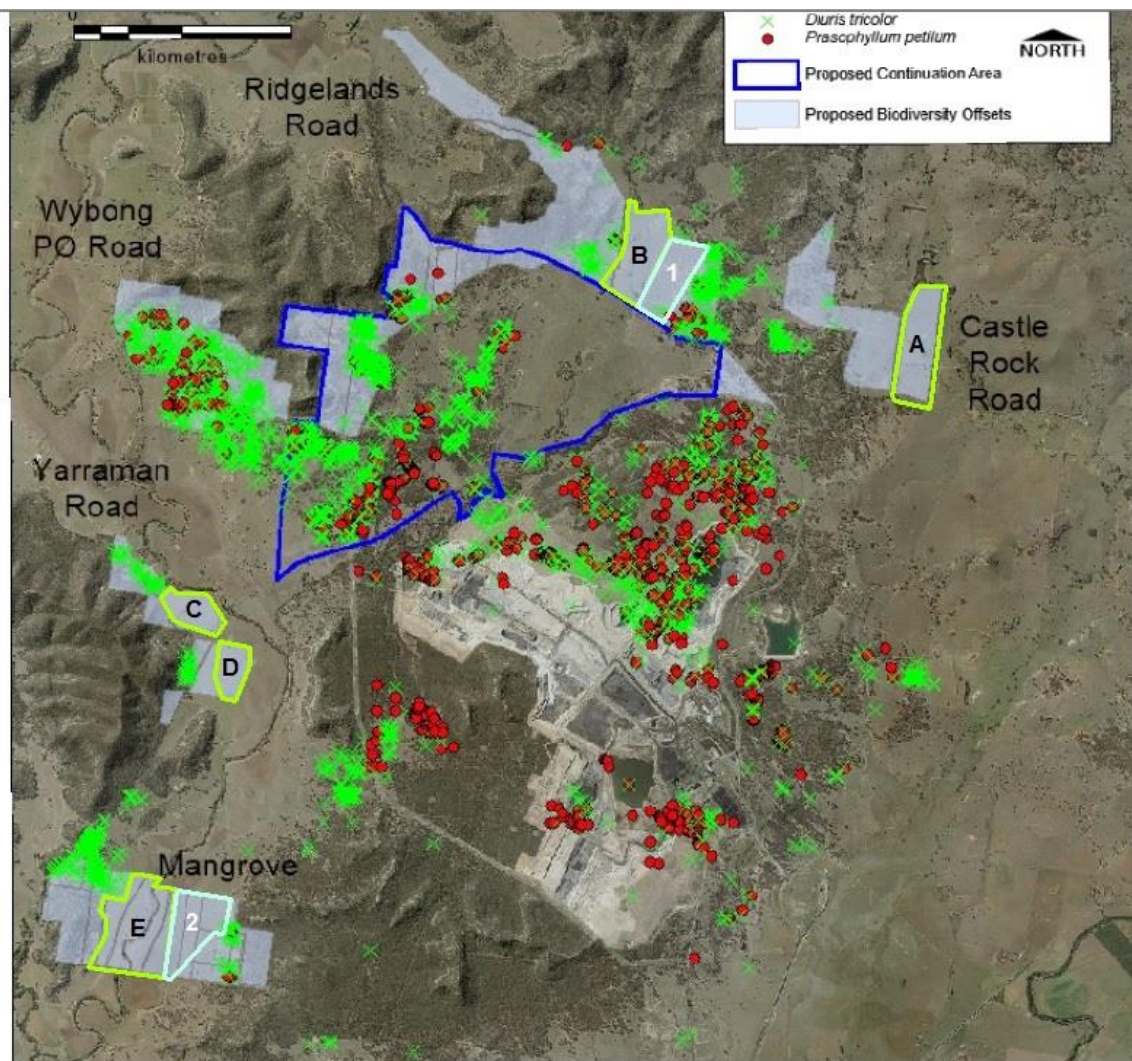 Diuris tricolor
Prasophyllum petilum
NORTH
Proposed Continuation Area
Proposed Biodiversity Offsets
kilometres
Ridgelands
Road
Wybong
PO Road
B
1
A
Castle
Rock
Road
Yarraman
Road
C
D
Mangrove
E
2